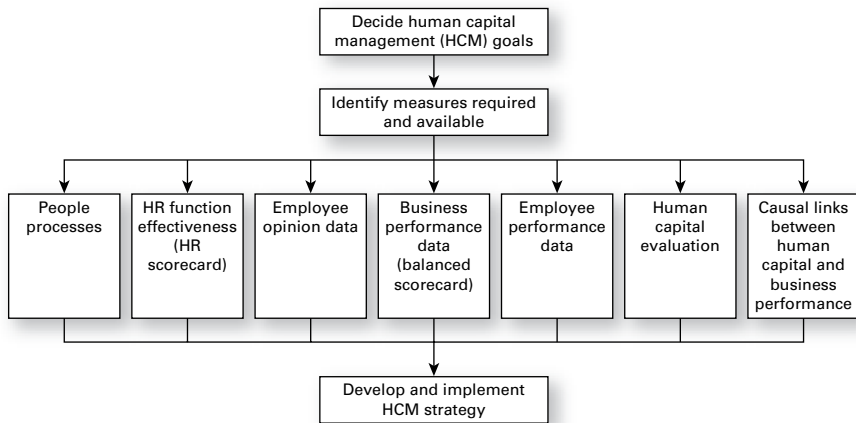 Decide human capital
management (HCM) goals
Identify measures required
and available
People
processes
HR function
effectiveness
(HR
scorecard)
Employee
opinion data
Business
performance
data
(balanced
scorecard)
Employee
performance
data
Human
capital
evaluation
Causal links
between
human
capital and
business
performance
Develop and implement
HCM strategy